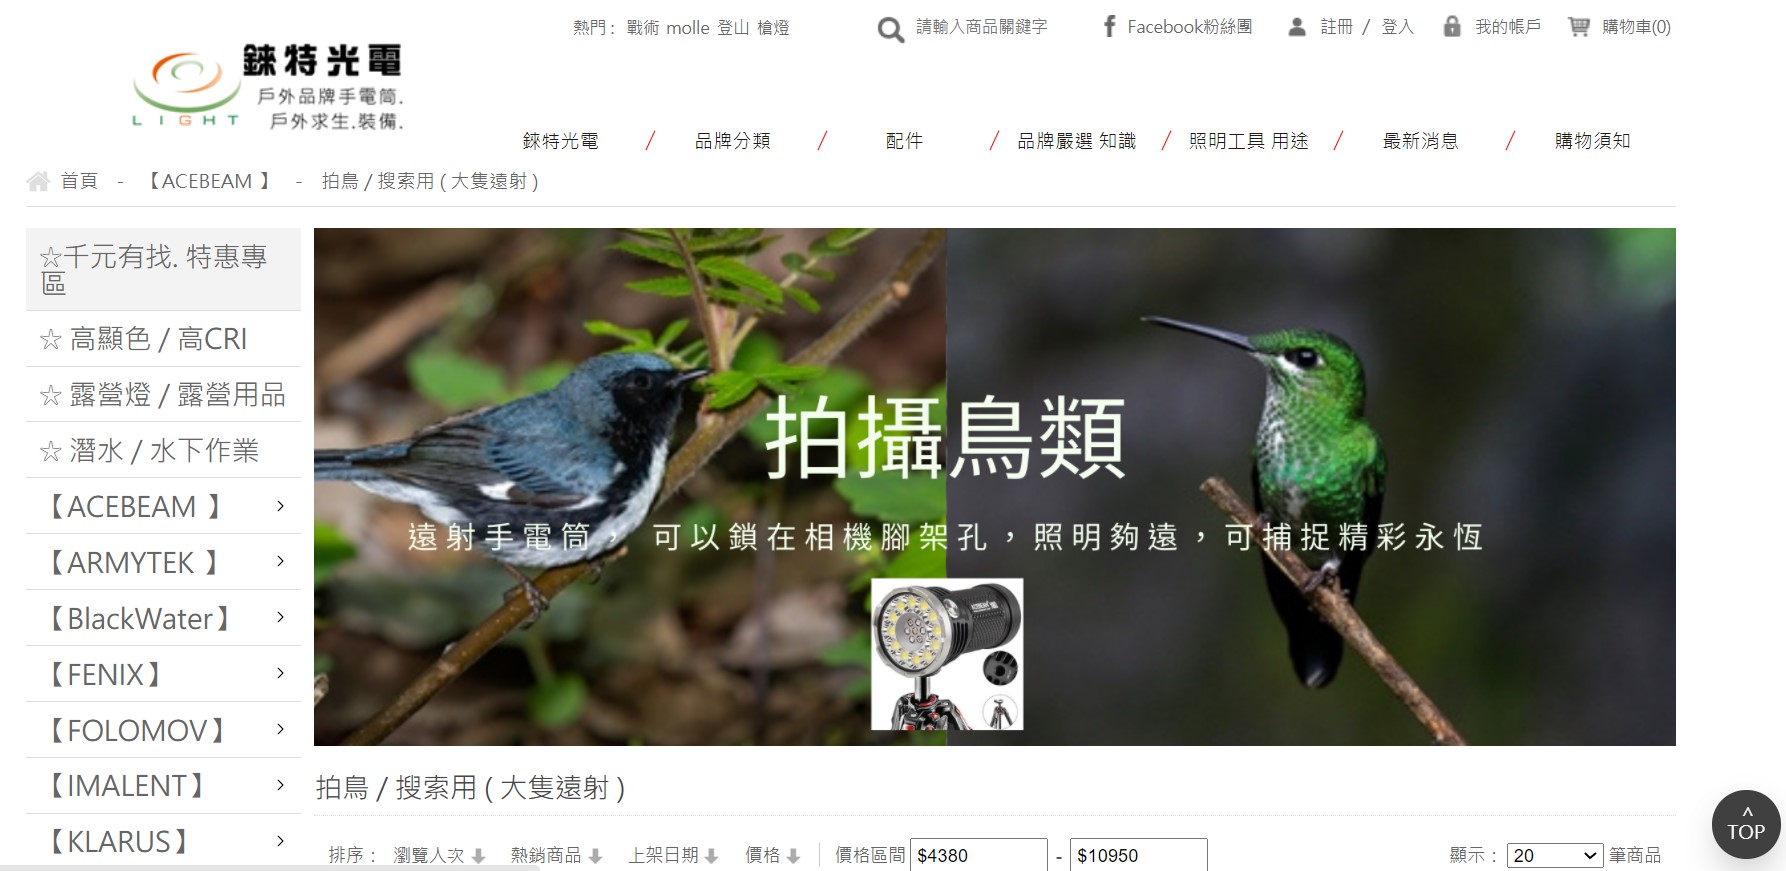 熱門: 戰術 molle 登山 槍燈
請輸入商品關鍵字
Facebook粉絲團
註冊 / 登入
我的帳戶
購物車(0)
錸特光電
戶外品牌手電筒.
戶外求生.裝備.
LIGHT
錸特光電 / 品牌分類 / 配件 / 品牌嚴選 知識 / 照明工具 用途 / 最新消息 / 購物須知
首頁 - 【ACEBEAM 】 - 拍鳥 / 搜索用 ( 大隻遠射 )
☆千元有找. 特惠專
區
☆ 高顯色 / 高CRI
☆ 露營燈 / 露營用品
☆ 潛水 / 水下作業
【ACEBEAM 】 >
【ARMYTEK 】 >
【BlackWater】 >
【FENIX】 >
【FOLOMOV】 >
【IMALENT】 >
【KLARUS】 >
拍攝鳥類
遠射手電筒， 可以鎖在相機腳架孔，照明夠遠，可捕捉精彩永恆
ACEBEAM
拍鳥 / 搜索用 ( 大隻遠射 )
排序 : 瀏覽人次 熱銷商品 上架日期 價格 價格區間 $4380 - $10950
顯示 : 20 筆商品
^
TOP